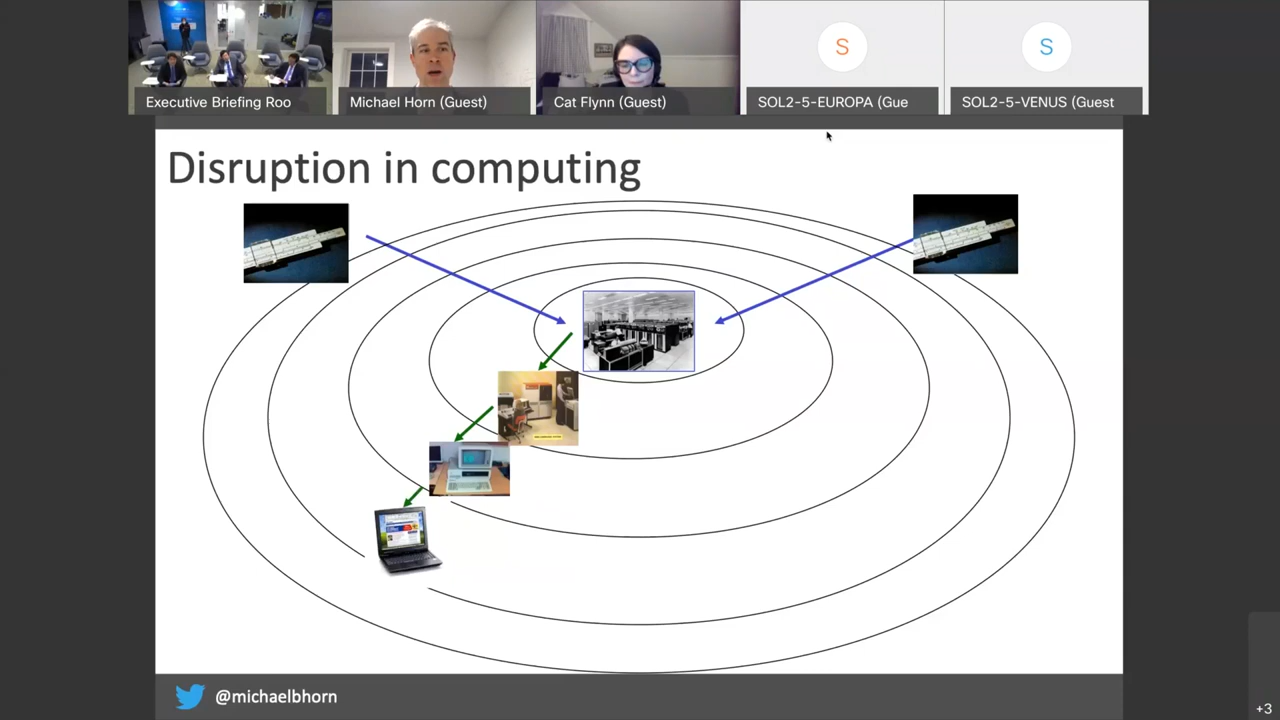 Executive Briefing Roo
Michael Horn (Guest)
Cat Flynn (Guest)
S
SOL2-5-EUROPA (Gue
S
SOL2-5-VENUS (Guest
Disruption in computing
@michaelbhorn
+3